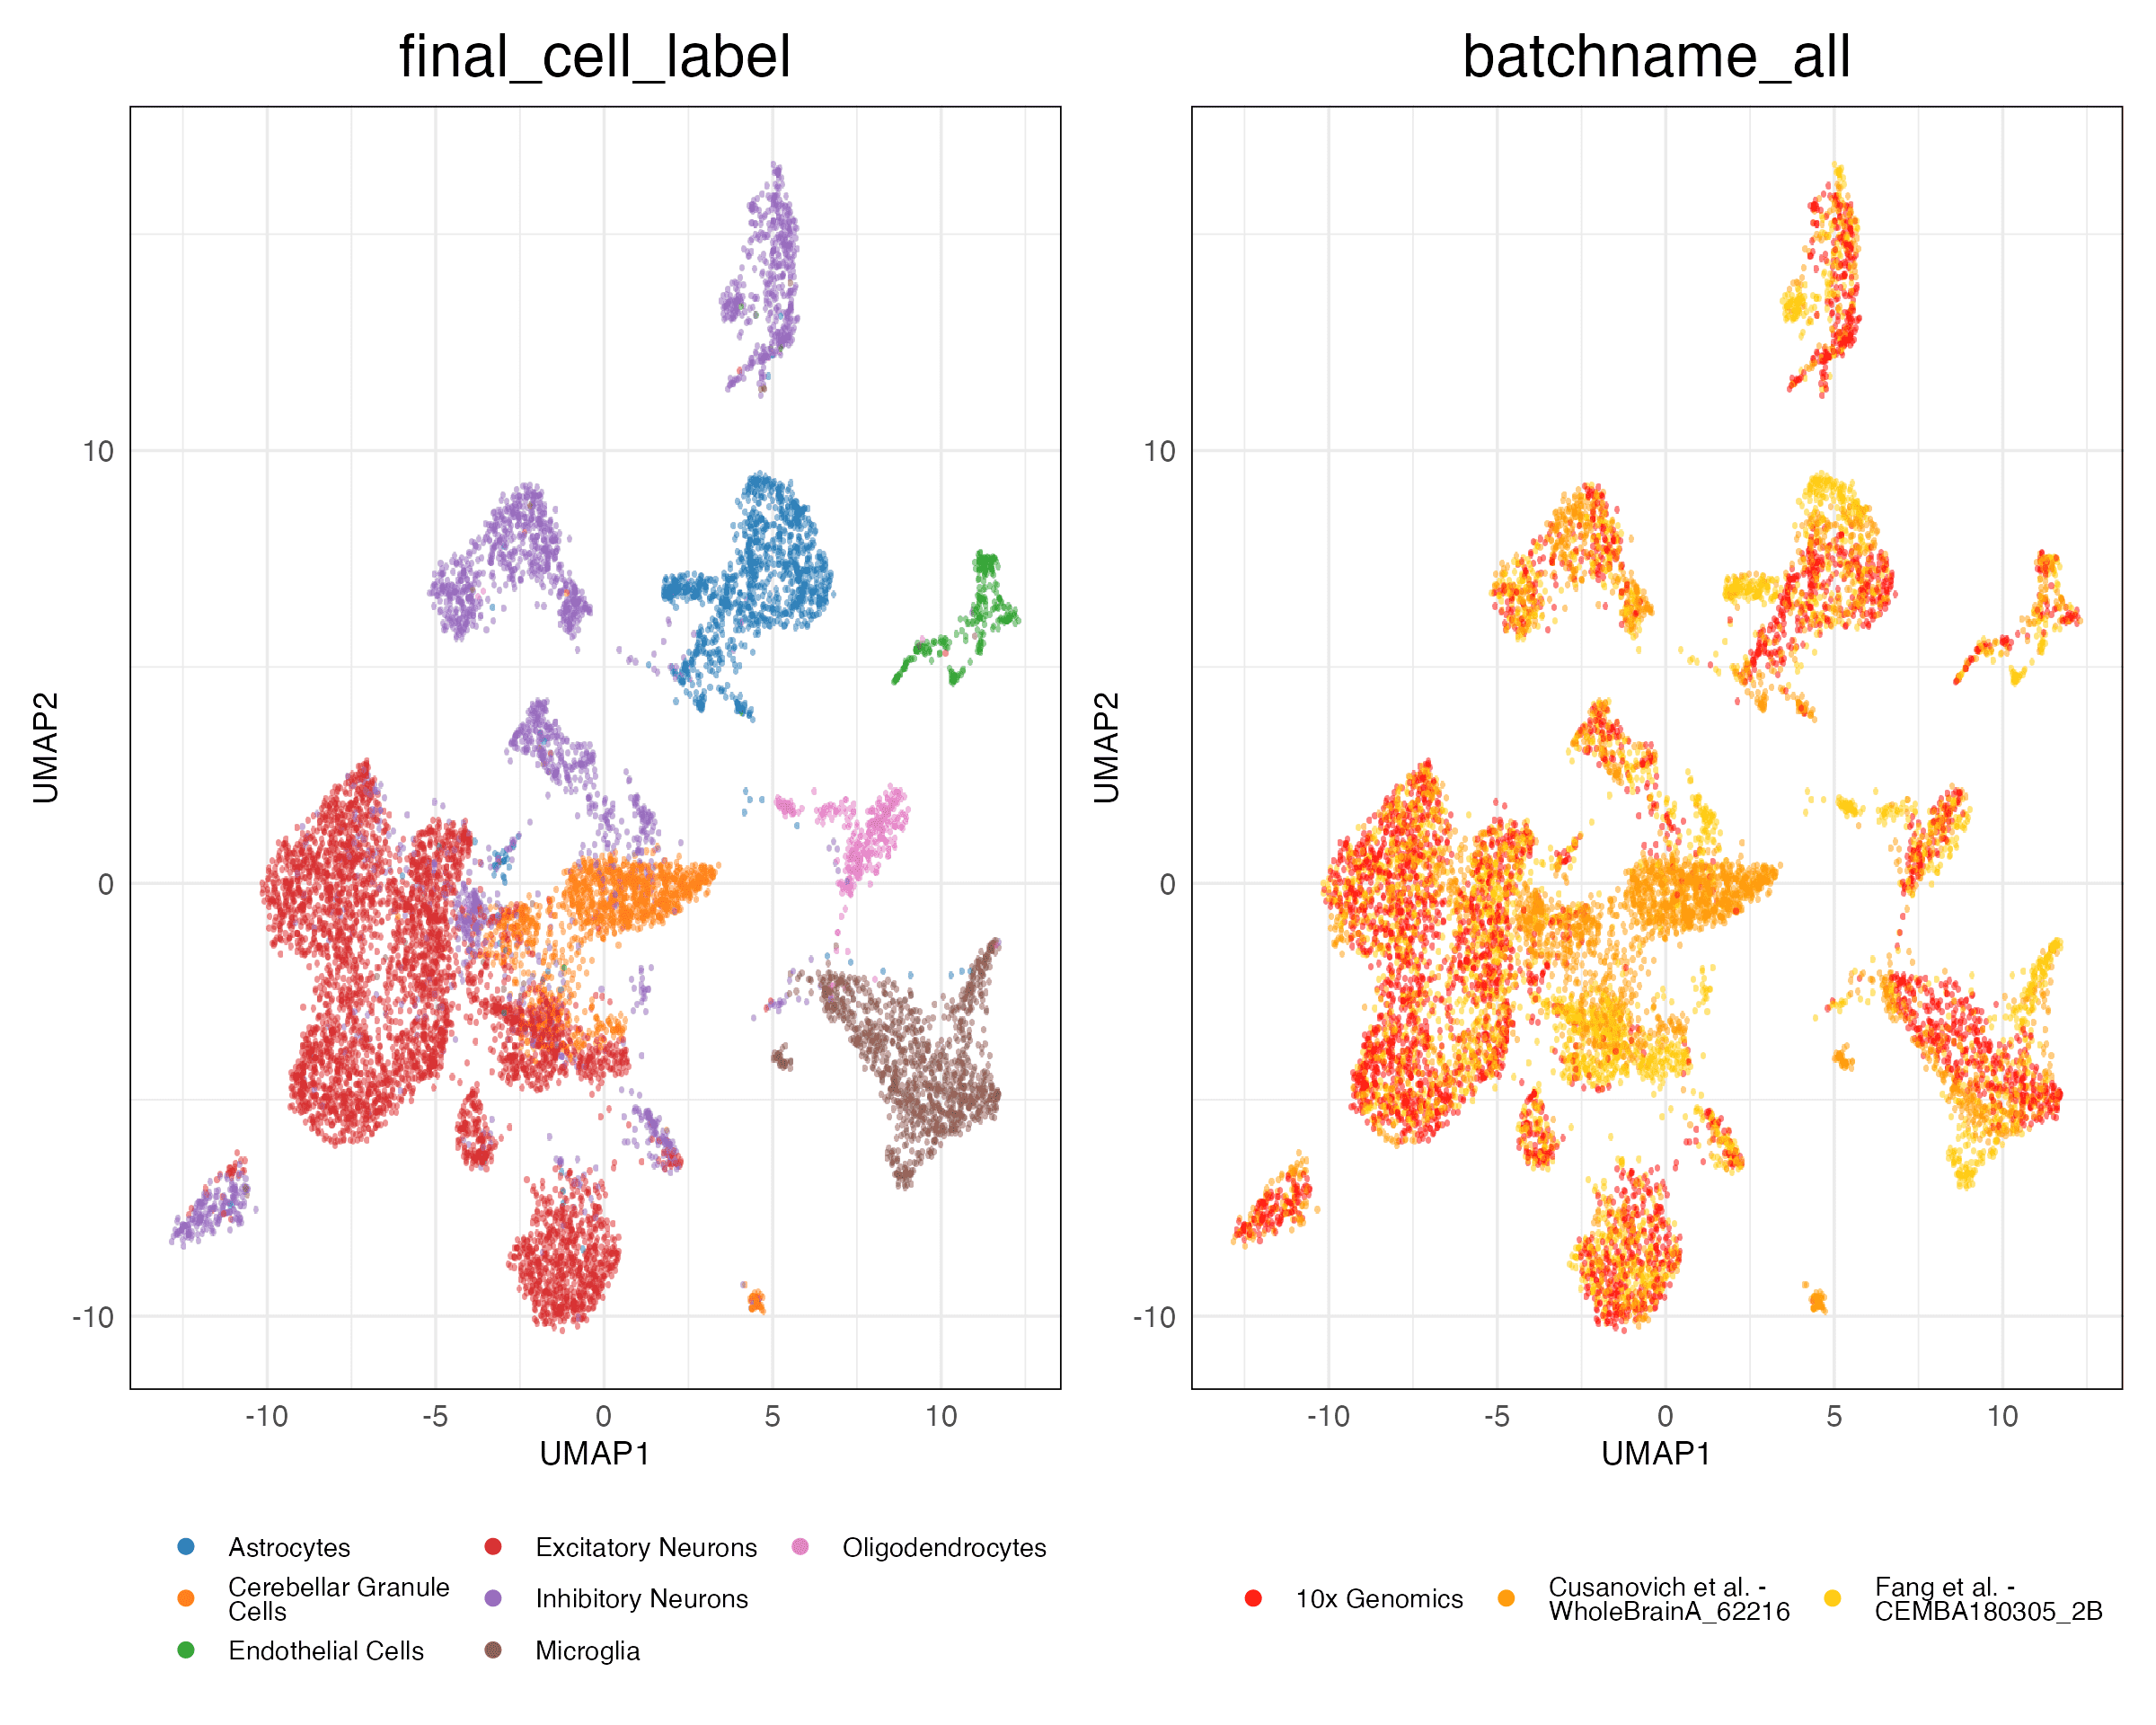 final_cell_label
batchname_all
UMAP2
10
0
-10
-10
-5
0
5
10
UMAP1
UMAP2
10
0
-10
-10
-5
0
5
10
UMAP1
Astrocytes
Cerebellar Granule
Cells
Endothelial Cells
Excitatory Neurons
Inhibitory Neurons
Microglia
Oligodendrocytes
10x Genomics
Cusanovich et al. -
WholeBrainA_62216
Fang et al. -
CEMBA180305_2B